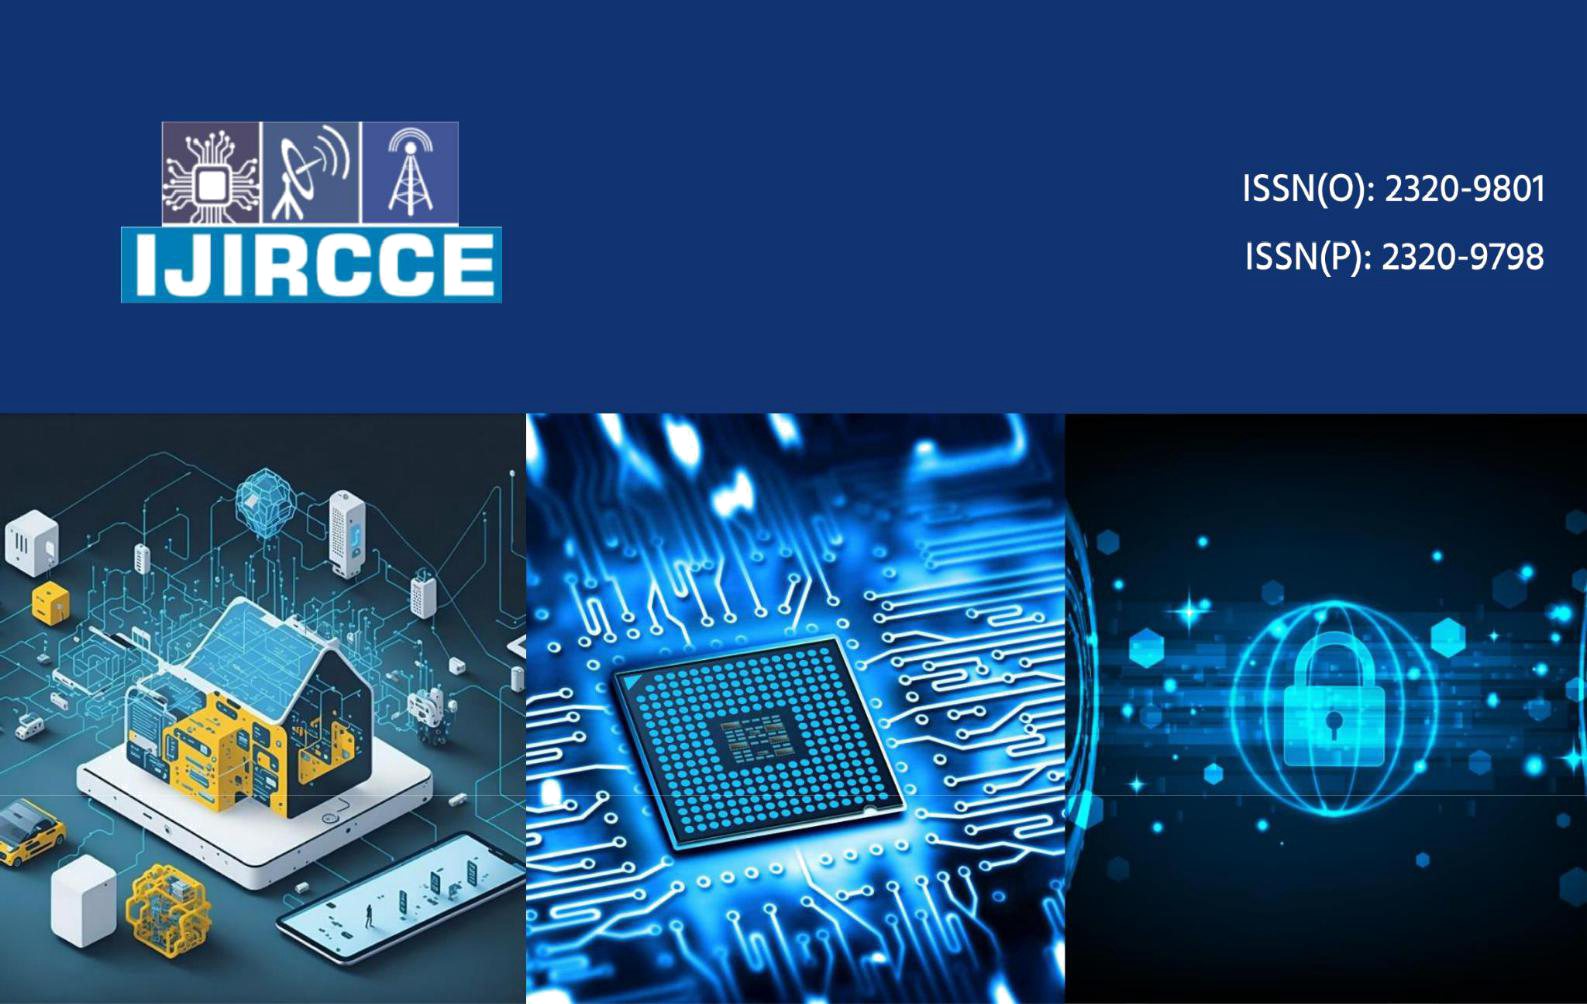 IJIRCCE
ISSN(O): 2320-9801
ISSN(P): 2320-9798